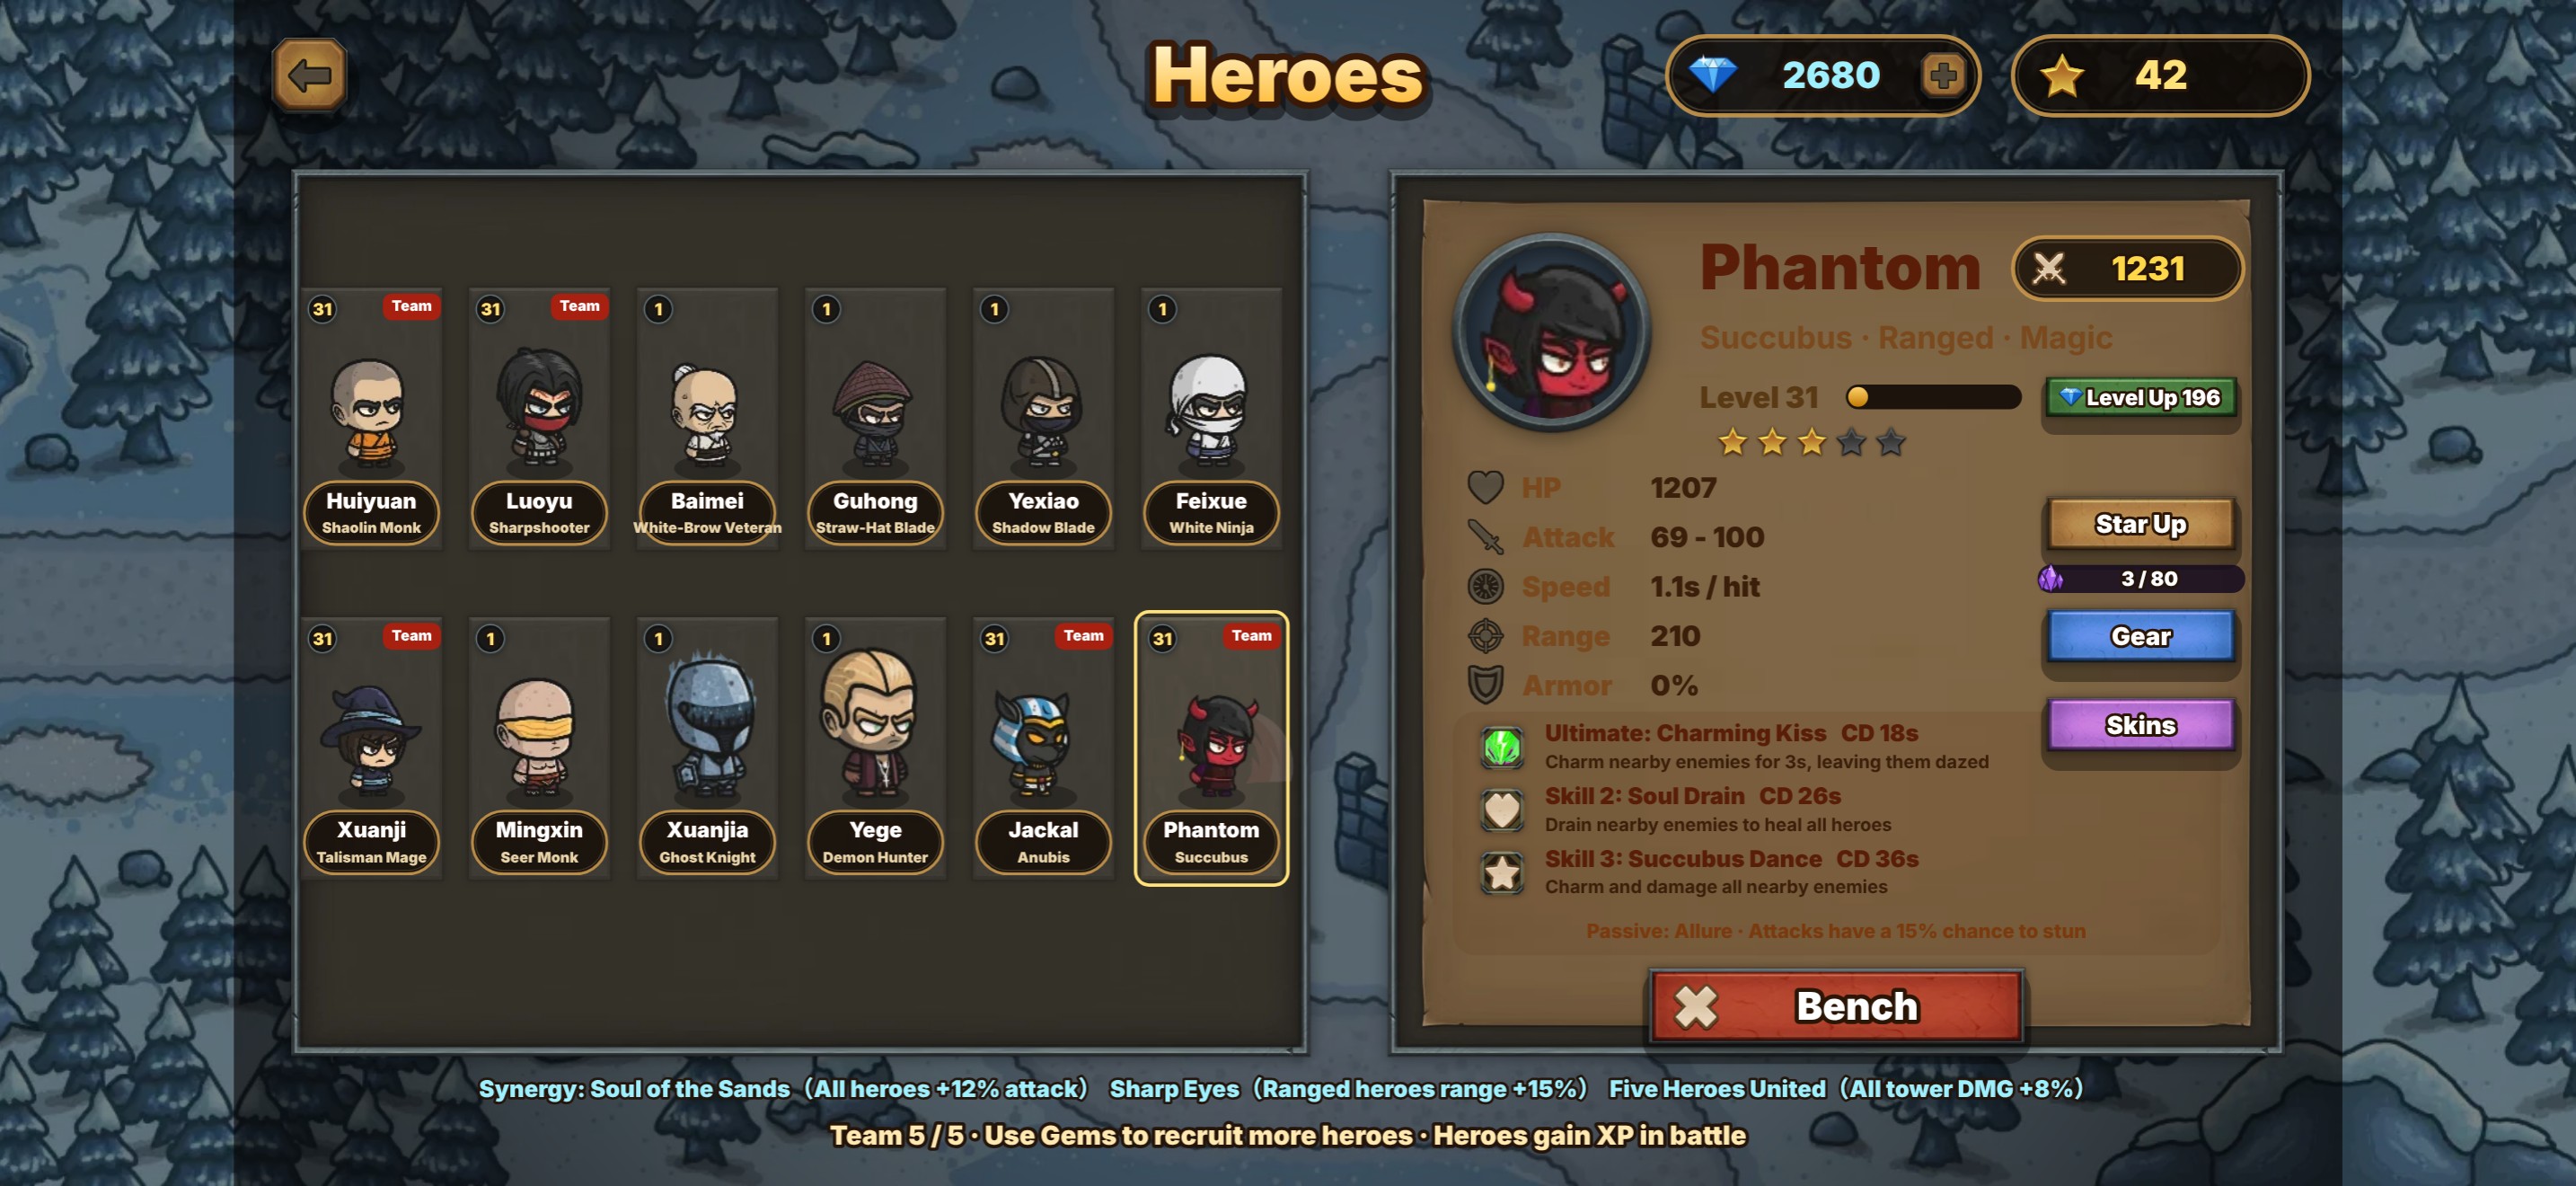 Heroes
2680
42
31 Team
31 Team
1
1
1
1
Huiyuan
Shaolin Monk
Luoyu
Sharpshooter
Baimei
White-Brow Veteran
Guhong
Straw-Hat Blade
Yexiao
Shadow Blade
Feixue
White Ninja
31 Team
1
1
1
31 Team
31 Team
Xuanji
Talisman Mage
Mingxin
Seer Monk
Xuanjia
Ghost Knight
Yege
Demon Hunter
Jackal
Anubis
Phantom
Succubus
Phantom
1231
Succubus · Ranged · Magic
Level 31
Level Up 196
HP 1207
Attack 69 - 100
Speed 1.1s / hit
Range 210
Armor 0%
Star Up
3 / 80
Gear
Skins
Ultimate: Charming Kiss CD 18s
Charm nearby enemies for 3s, leaving them dazed
Skill 2: Soul Drain CD 26s
Drain nearby enemies to heal all heroes
Skill 3: Succubus Dance CD 36s
Charm and damage all nearby enemies
Passive: Allure · Attacks have a 15% chance to stun
Bench
Synergy: Soul of the Sands（All heroes +12% attack） Sharp Eyes（Ranged heroes range +15%） Five Heroes United（All tower DMG +8%）
Team 5 / 5 · Use Gems to recruit more heroes · Heroes gain XP in battle